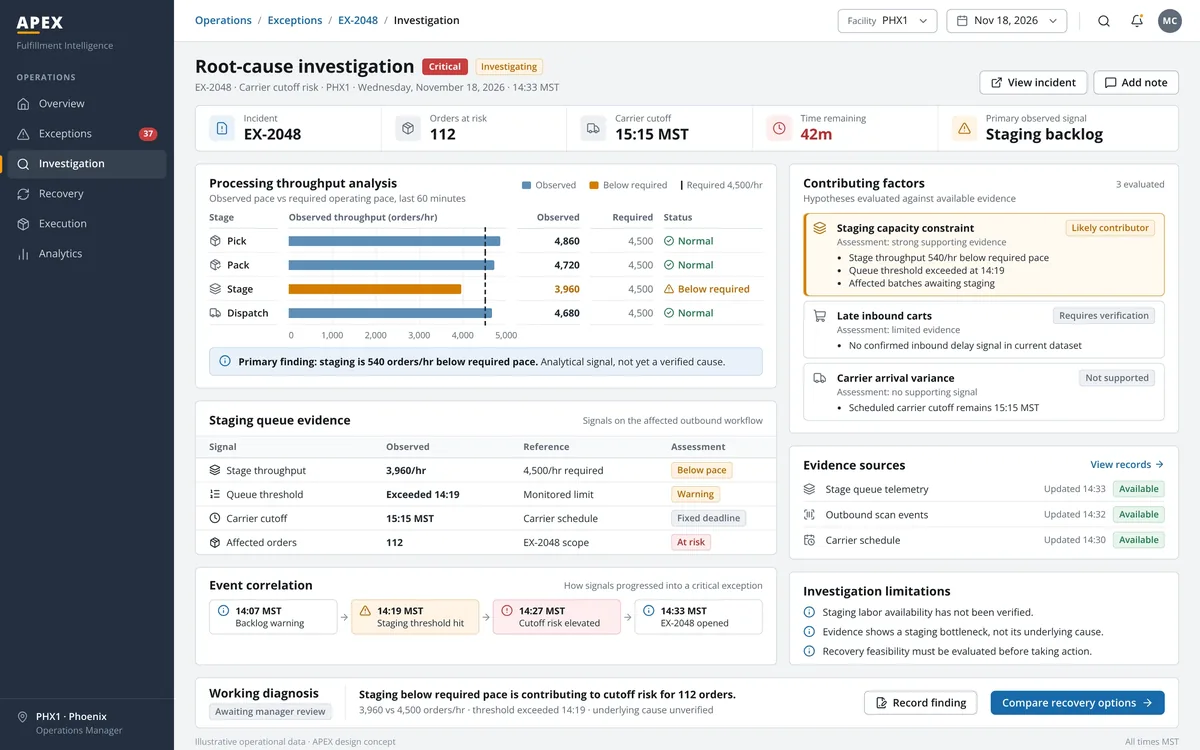 APEX
Fulfillment Intelligence
OPERATIONS
Overview
Exceptions 37
Investigation
Recovery
Execution
Analytics
PHX1 · Phoenix
Operations Manager
Operations / Exceptions / EX-2048 / Investigation
Facility PHX1
Nov 18, 2026
MC
Root-cause investigation Critical Investigating
EX-2048 · Carrier cutoff risk · PHX1 · Wednesday, November 18, 2026 · 14:33 MST
View incident
Add note
Incident
EX-2048
Orders at risk
112
Carrier cutoff
15:15 MST
Time remaining
42m
Primary observed signal
Staging backlog
Processing throughput analysis
Observed pace vs required operating pace, last 60 minutes
Observed Below required Required 4,500/hr
Stage Observed throughput (orders/hr) Observed Required Status
Pick 4,860 4,500 Normal
Pack 4,720 4,500 Normal
Stage 3,960 4,500 Below required
Dispatch 4,680 4,500 Normal
0 1,000 2,000 3,000 4,000 5,000
Primary finding: staging is 540 orders/hr below required pace. Analytical signal, not yet a verified cause.
Staging queue evidence
Signals on the affected outbound workflow
Signal Observed Reference Assessment
Stage throughput 3,960/hr 4,500/hr required Below pace
Queue threshold Exceeded 14:19 Monitored limit Warning
Carrier cutoff 15:15 MST Carrier schedule Fixed deadline
Affected orders 112 EX-2048 scope At risk
Event correlation
How signals progressed into a critical exception
14:07 MST
Backlog warning
14:19 MST
Staging threshold hit
14:27 MST
Cutoff risk elevated
14:33 MST
EX-2048 opened
Contributing factors
3 evaluated
Hypotheses evaluated against available evidence
Staging capacity constraint Likely contributor
Assessment: strong supporting evidence
• Stage throughput 540/hr below required pace
• Queue threshold exceeded at 14:19
• Affected batches awaiting staging
Late inbound carts Requires verification
Assessment: limited evidence
• No confirmed inbound delay signal in current dataset
Carrier arrival variance Not supported
Assessment: no supporting signal
• Scheduled carrier cutoff remains 15:15 MST
Evidence sources View records →
Stage queue telemetry Updated 14:33 Available
Outbound scan events Updated 14:32 Available
Carrier schedule Updated 14:30 Available
Investigation limitations
Staging labor availability has not been verified.
Evidence shows a staging bottleneck, not its underlying cause.
Recovery feasibility must be evaluated before taking action.
Working diagnosis
Awaiting manager review
Staging below required pace is contributing to cutoff risk for 112 orders.
3,960 vs 4,500 orders/hr · threshold exceeded 14:19 · underlying cause unverified
Record finding
Compare recovery options →
Illustrative operational data · APEX design concept
All times MST